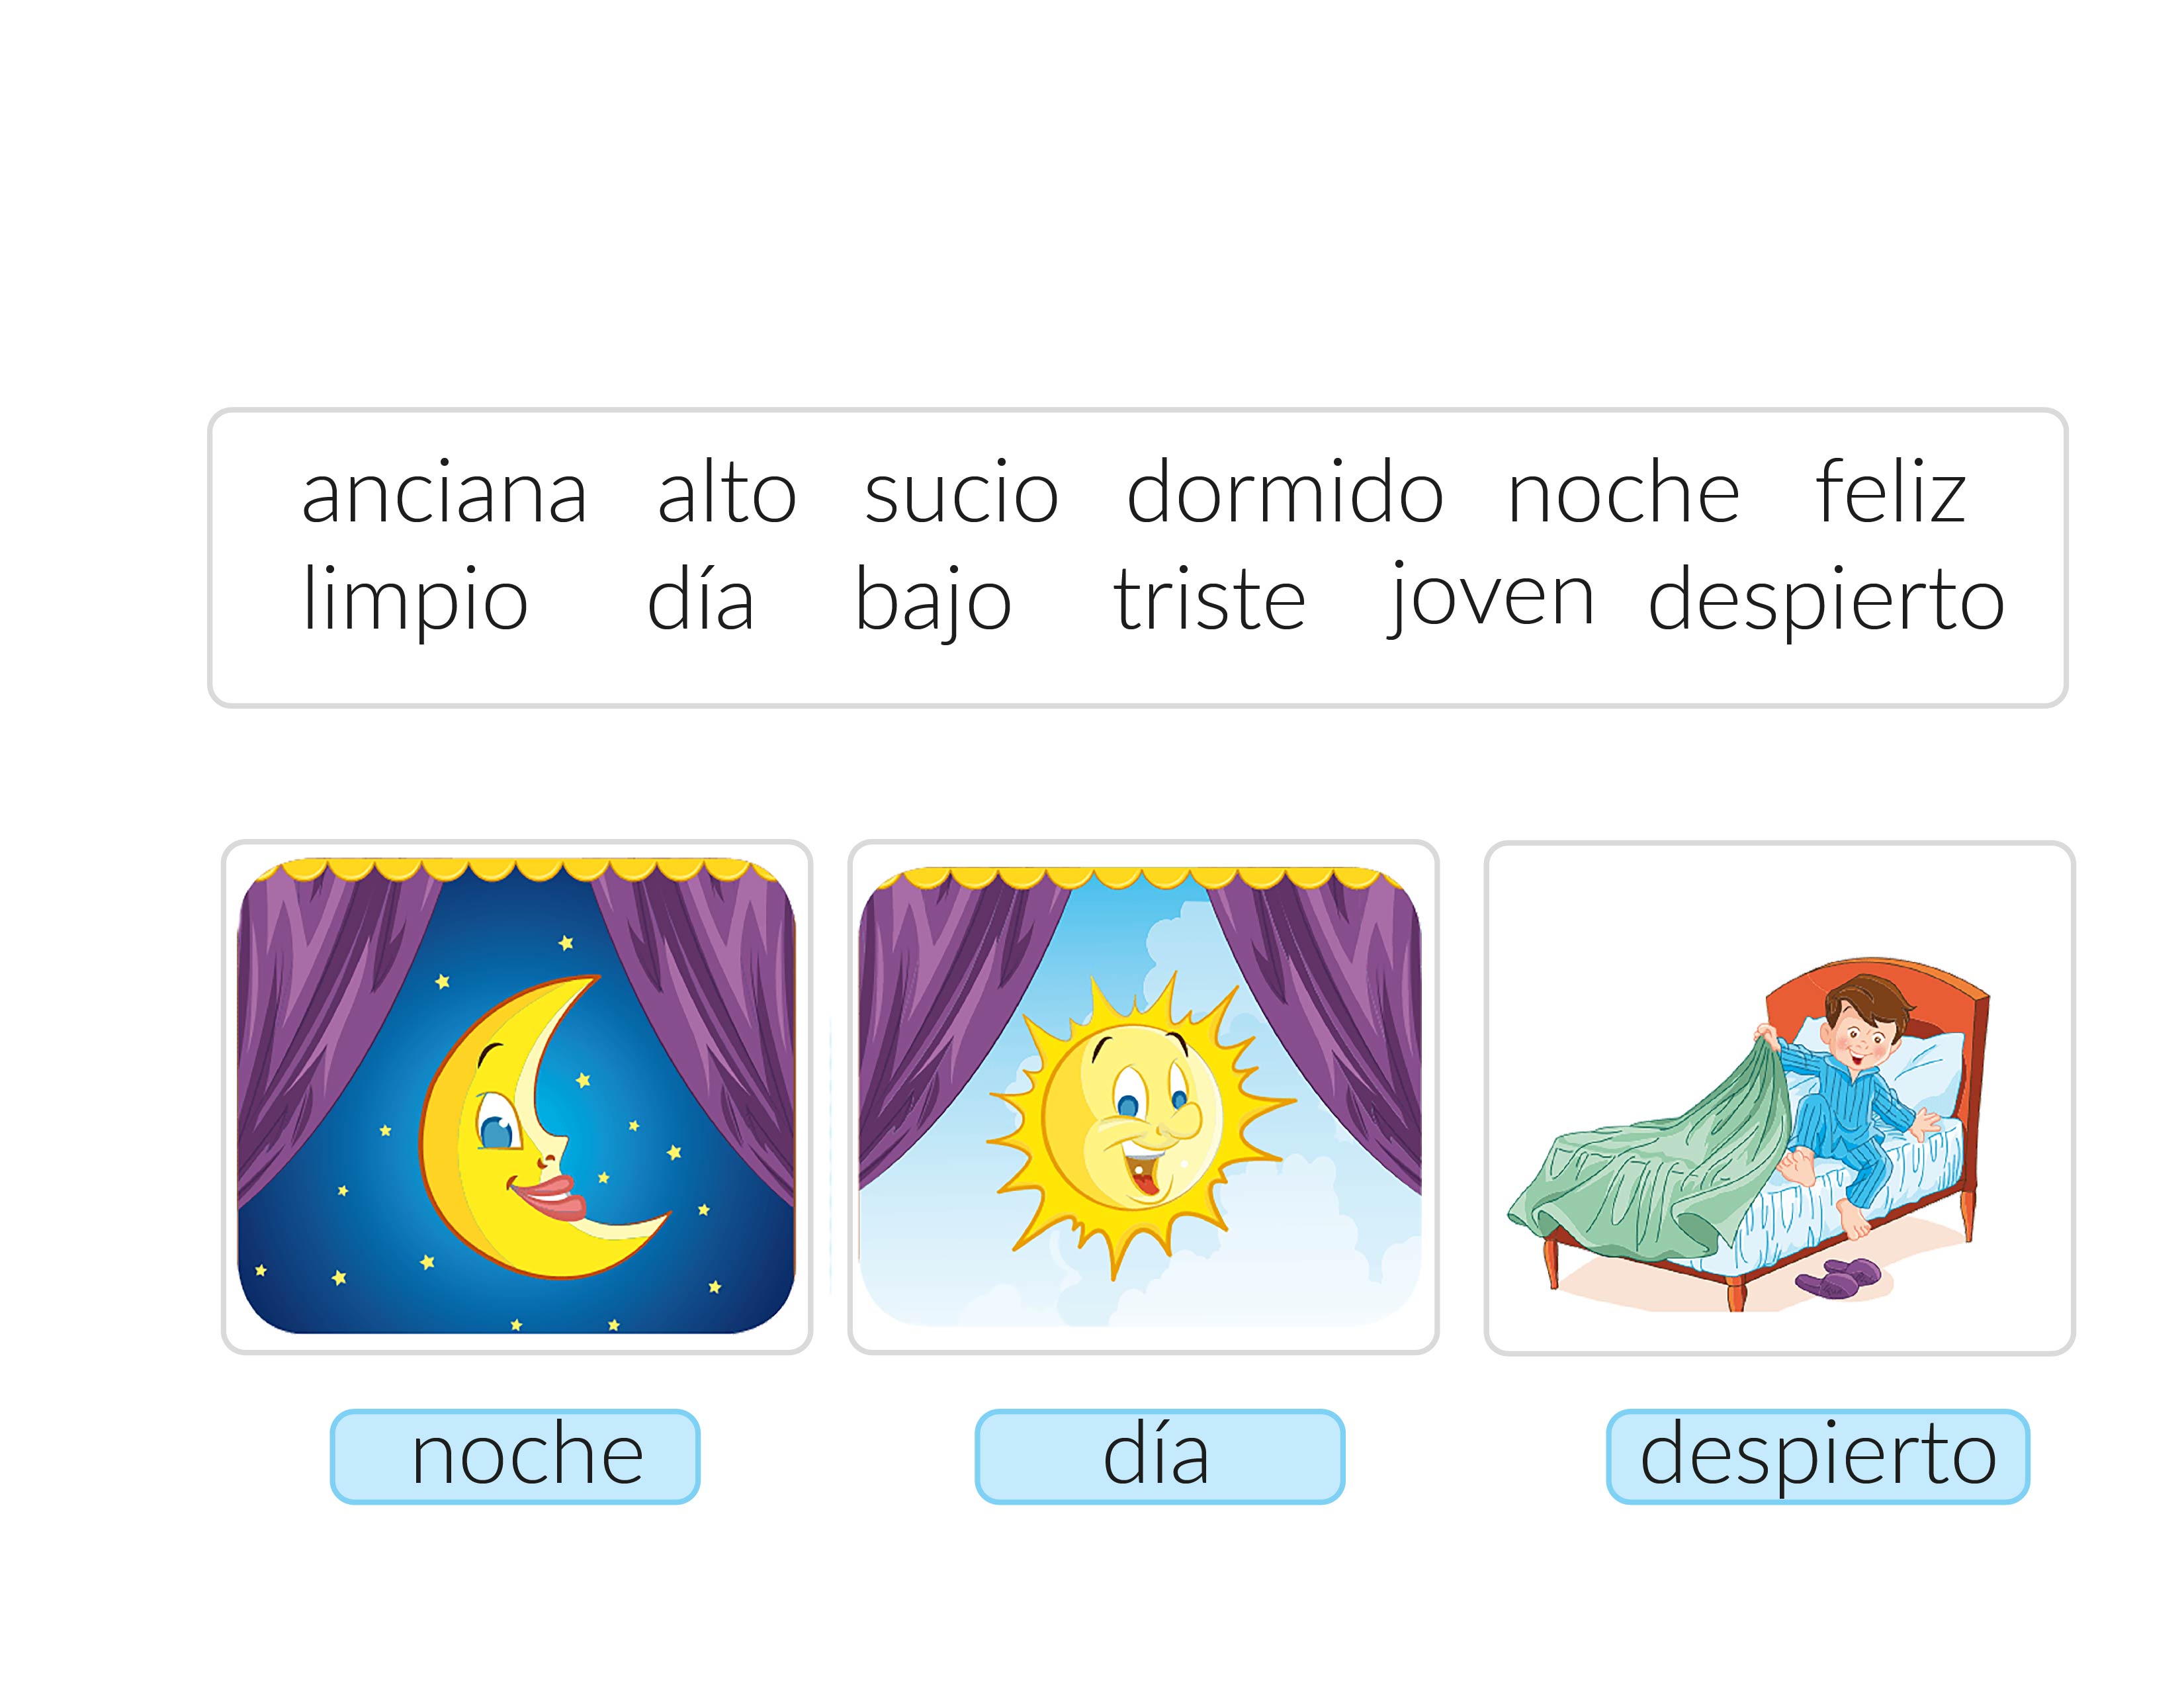 anciana alto sucio dormido noche feliz
limpio día bajo triste joven despierto
noche día despierto